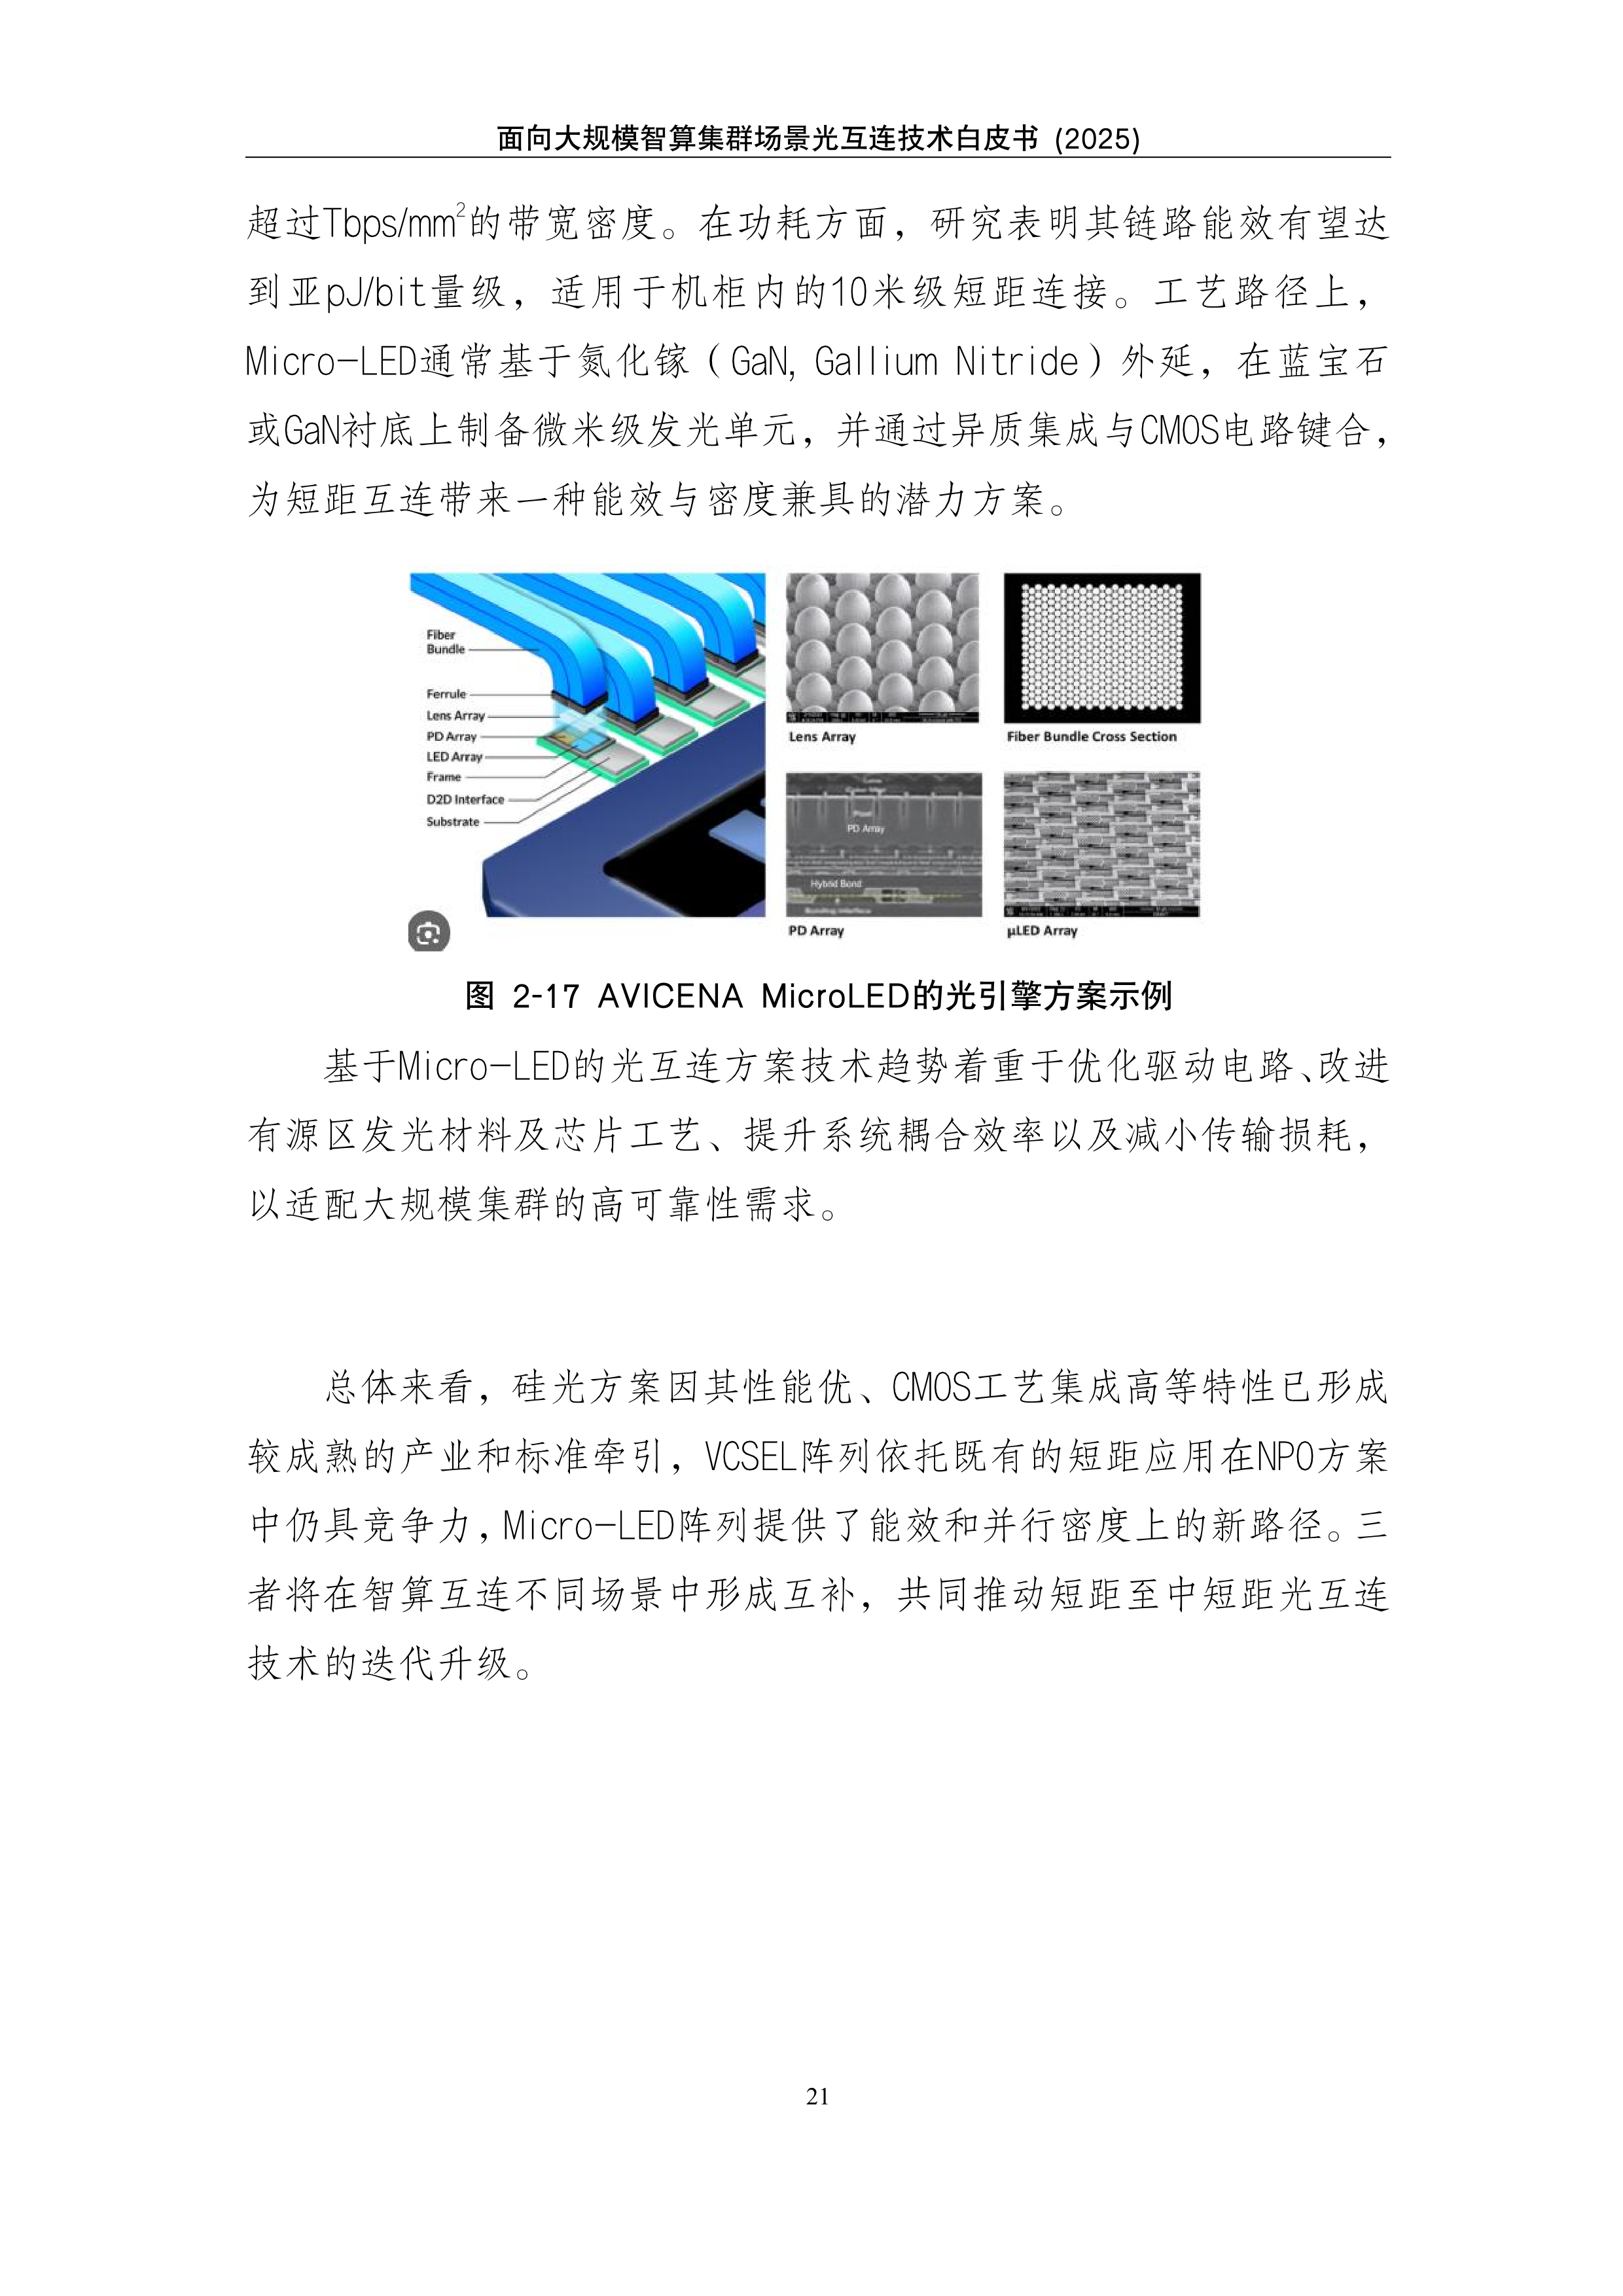 面向大规模智算集群场景光互连技术白皮书 (2025)
超过Tbps/mm²的带宽密度。在功耗方面，研究表明其链路能效有望达
到亚pJ/bit量级，适用于机柜内的10米级短距连接。工艺路径上，
Micro-LED通常基于氮化镓（GaN, Gallium Nitride）外延，在蓝宝石
或GaN衬底上制备微米级发光单元，并通过异质集成与CMOS电路键合，
为短距互连带来一种能效与密度兼具的潜力方案。
Fiber
Bundle
Ferrule
Lens Array
PD Array
LED Array
Frame
D2D Interface
Substrate
Lens Array
Fiber Bundle Cross Section
Pixel
PD Array
Hybrid Bond
Bonding Interface
PD Array
μLED Array
图 2-17 AVICENA MicroLED的光引擎方案示例
基于Micro-LED的光互连方案技术趋势着重于优化驱动电路、改进
有源区发光材料及芯片工艺、提升系统耦合效率以及减小传输损耗，
以适配大规模集群的高可靠性需求。
总体来看，硅光方案因其性能优、CMOS工艺集成高等特性已形成
较成熟的产业和标准牵引，VCSEL阵列依托既有的短距应用在NPO方案
中仍具竞争力，Micro-LED阵列提供了能效和并行密度上的新路径。三
者将在智算互连不同场景中形成互补，共同推动短距至中短距光互连
技术的迭代升级。
21